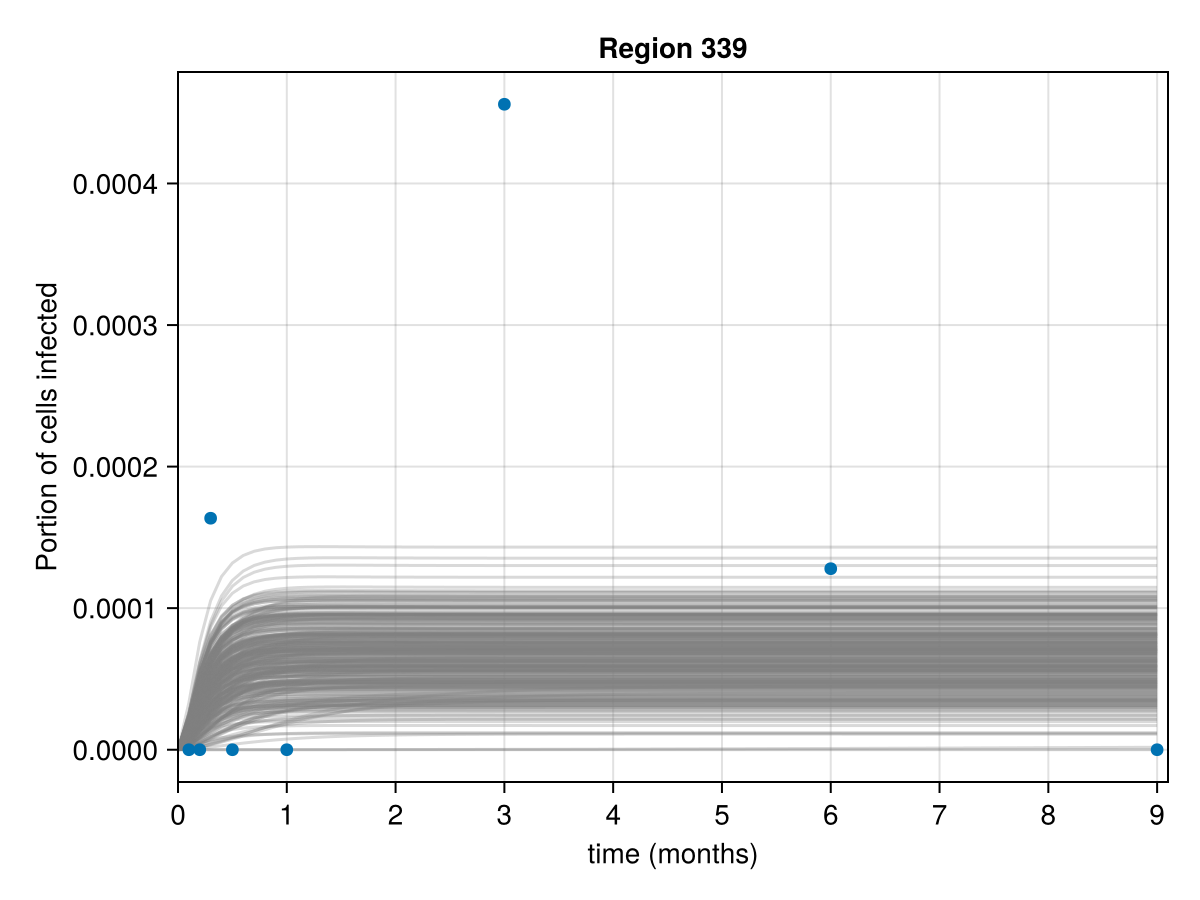 Region 339
Portion of cells infected
0.0004
0.0003
0.0002
0.0001
0.0000
0 1 2 3 4 5 6 7 8 9
time (months)